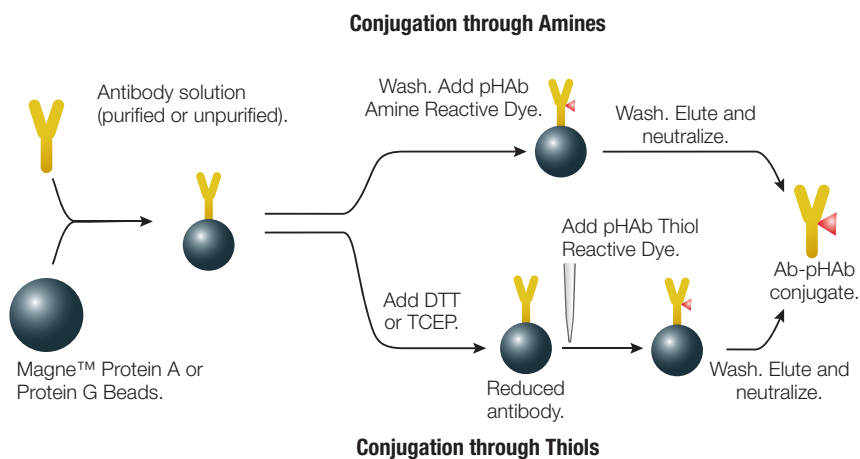 Conjugation through Amines
Antibody solution
(purified or unpurified).
Wash. Add pHAb
Amine Reactive Dye.
Wash. Elute and
neutralize.
Add pHAb Thiol
Reactive Dye.
Ab-pHAb
conjugate.
Add DTT
or TCEP.
Magne™ Protein A or
Protein G Beads.
Reduced
antibody.
Wash. Elute and
neutralize.
Conjugation through Thiols